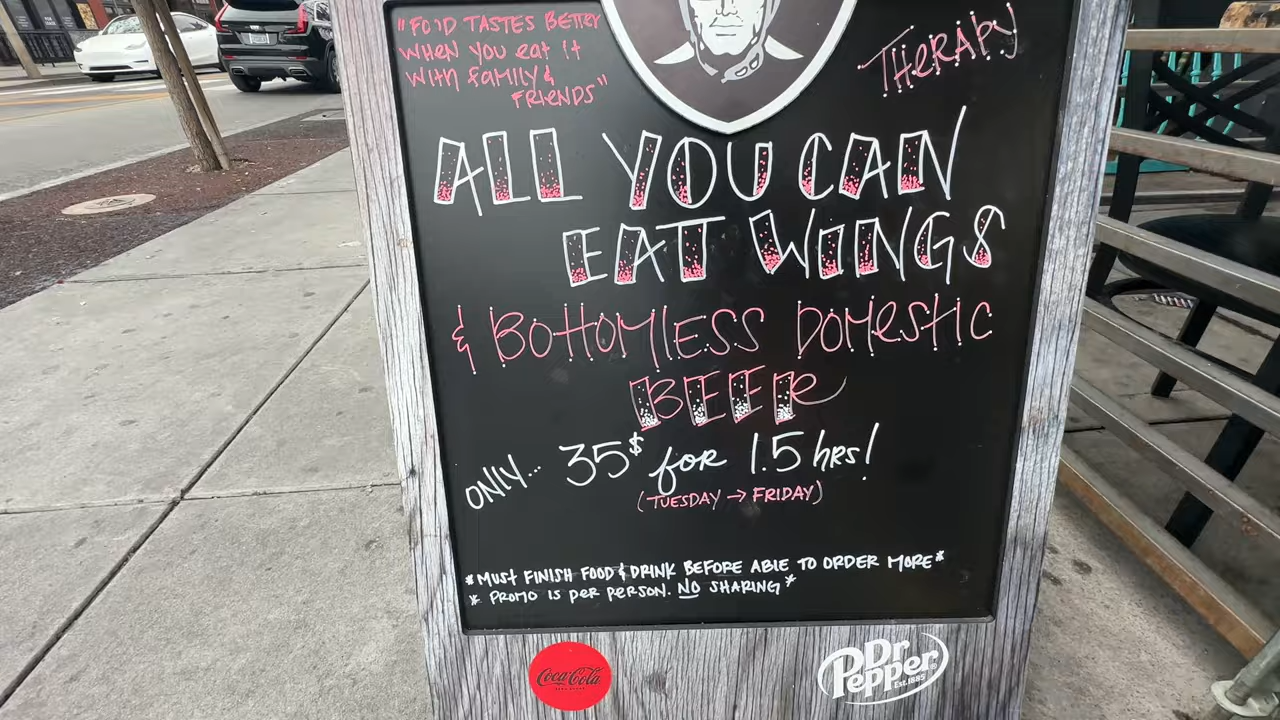 "FOOD TASTES BETTER
WHEN YOU eat it
WITH FAMILY &
FRIENDS"
THERAPY
ALL YOU CAN
EAT WINGS
& BOTTOMLESS DOMESTIC
BEER
ONLY... 35$ for 1.5 hrs!
(TUESDAY → FRIDAY)
*MUST FINISH FOOD & DRINK BEFORE ABLE TO ORDER MORE*
* PROMO IS PER PERSON. NO SHARING*
Coca-Cola
Dr Pepper
Est. 1885